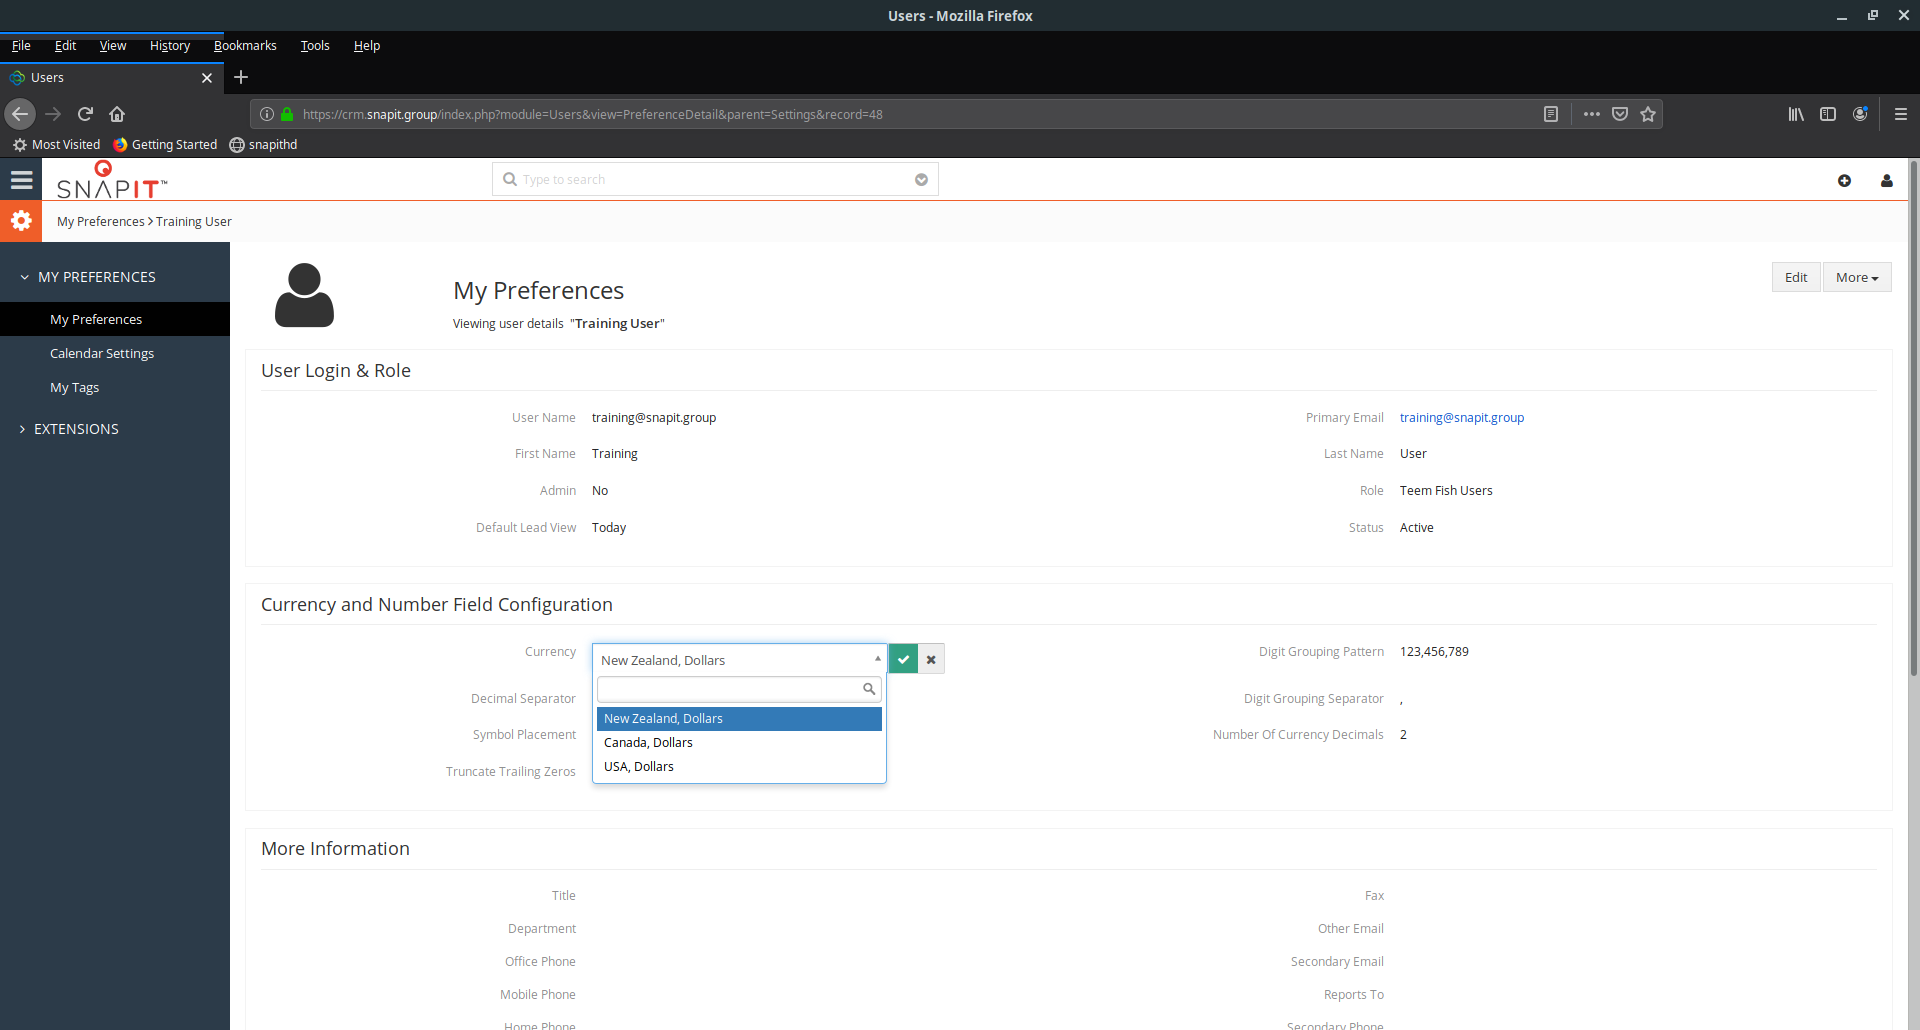 Users - Mozilla Firefox
File Edit View History Bookmarks Tools Help
Users
https://crm.snapit.group/index.php?module=Users&view=PreferenceDetail&parent=Settings&record=48
Most Visited Getting Started snapithd
SNAPIT™ Type to search
My Preferences > Training User
MY PREFERENCES
My Preferences
Calendar Settings
My Tags
EXTENSIONS
My Preferences
Edit More
Viewing user details "Training User"
User Login & Role
User Name training@snapit.group Primary Email training@snapit.group
First Name Training Last Name User
Admin No Role Teem Fish Users
Default Lead View Today Status Active
Currency and Number Field Configuration
Currency New Zealand, Dollars Digit Grouping Pattern 123,456,789
Decimal Separator Digit Grouping Separator ,
New Zealand, Dollars
Symbol Placement Number Of Currency Decimals 2
Canada, Dollars
Truncate Trailing Zeros
USA, Dollars
More Information
Title Fax
Department Other Email
Office Phone Secondary Email
Mobile Phone Reports To
Home Phone Secondary Phone